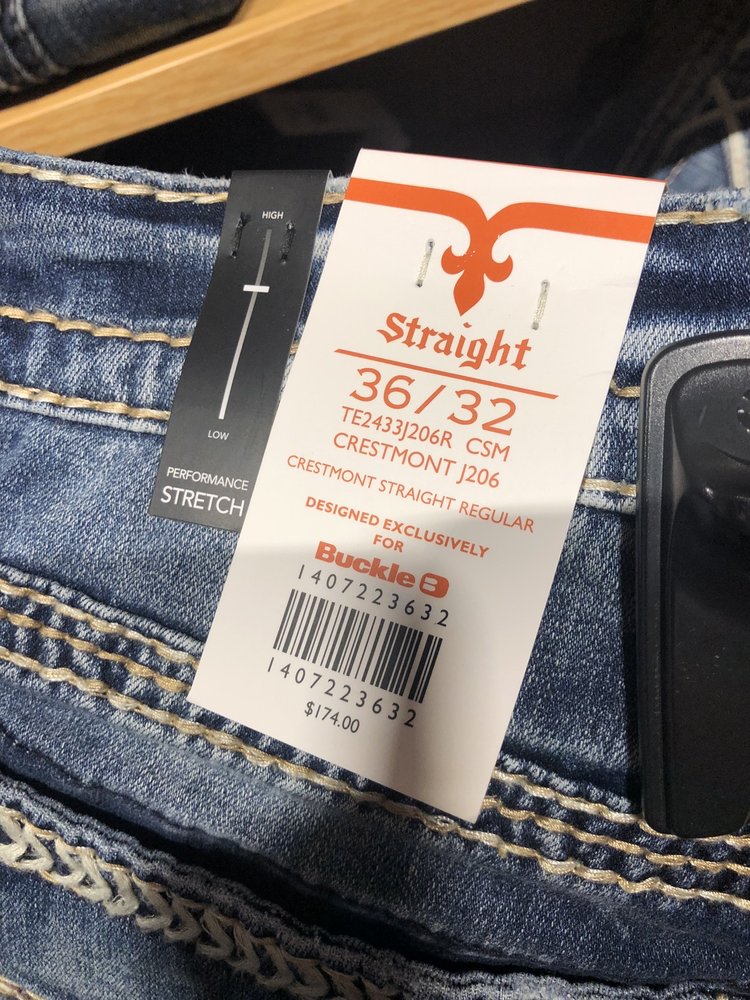 HIGH
LOW
PERFORMANCE
STRETCH
Straight
36/32
TE2433J206R CSM
CRESTMONT J206
CRESTMONT STRAIGHT REGULAR
DESIGNED EXCLUSIVELY
FOR
Buckle B
1407223632
1407223632
$174.00